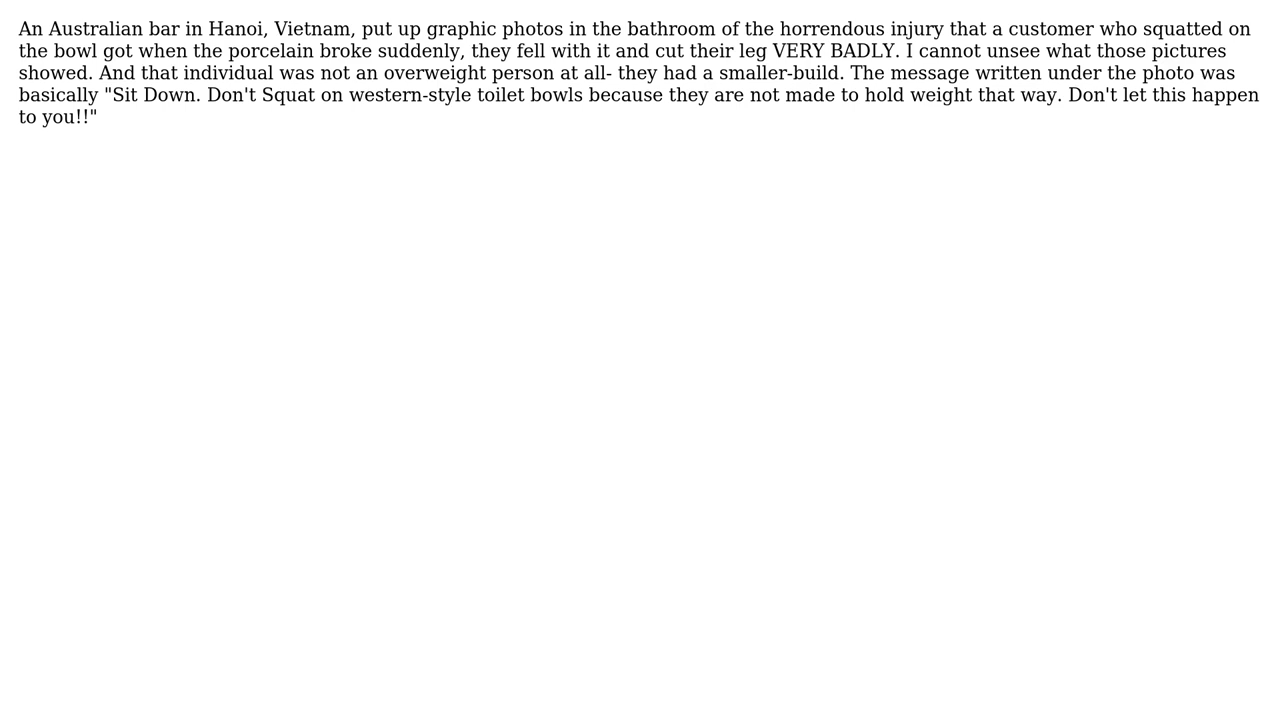 An Australian bar in Hanoi, Vietnam, put up graphic photos in the bathroom of the horrendous injury that a customer who squatted on
the bowl got when the porcelain broke suddenly, they fell with it and cut their leg VERY BADLY. I cannot unsee what those pictures
showed. And that individual was not an overweight person at all- they had a smaller-build. The message written under the photo was
basically "Sit Down. Don't Squat on western-style toilet bowls because they are not made to hold weight that way. Don't let this happen
to you!!"